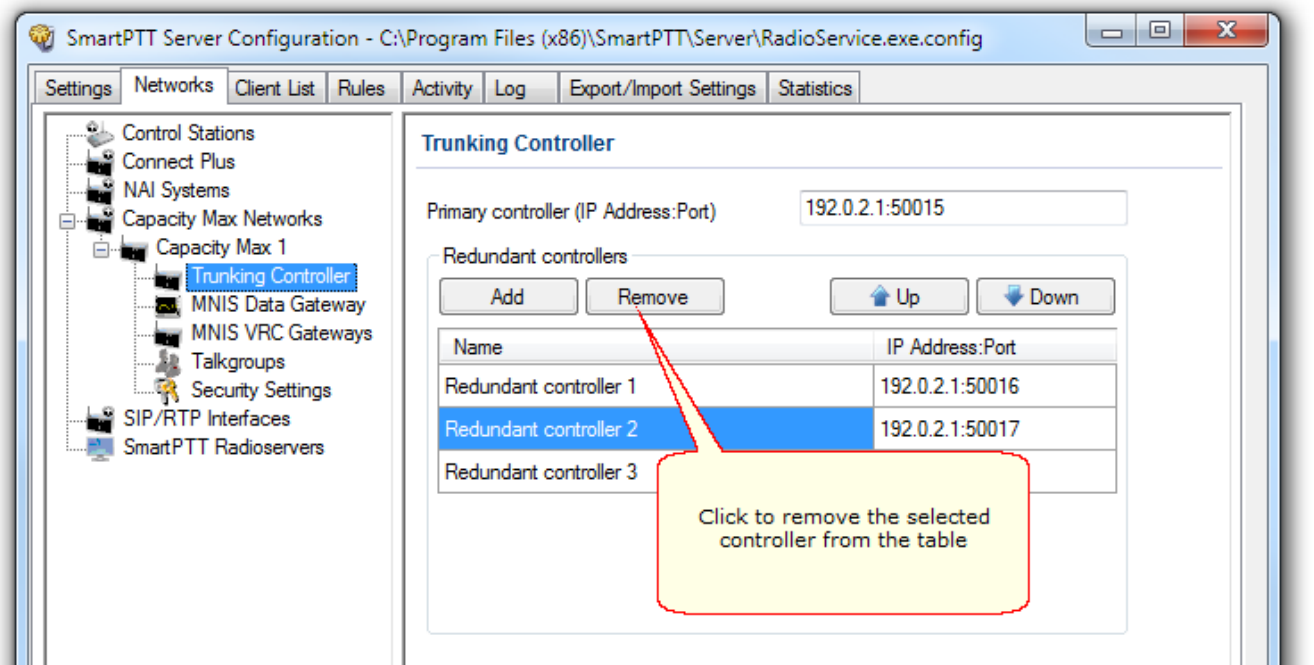 SmartPTT Server Configuration - C:\Program Files (x86)\SmartPTT\Server\RadioService.exe.config
Settings Networks Client List Rules Activity Log Export/Import Settings Statistics
Control Stations
Connect Plus
NAI Systems
Capacity Max Networks
Capacity Max 1
Trunking Controller
MNIS Data Gateway
MNIS VRC Gateways
Talkgroups
Security Settings
SIP/RTP Interfaces
SmartPTT Radioservers
Trunking Controller
Primary controller (IP Address:Port) 192.0.2.1:50015
Redundant controllers
Add Remove Up Down
Name IP Address:Port
Redundant controller 1 192.0.2.1:50016
Redundant controller 2 192.0.2.1:50017
Redundant controller 3
Click to remove the selected
controller from the table